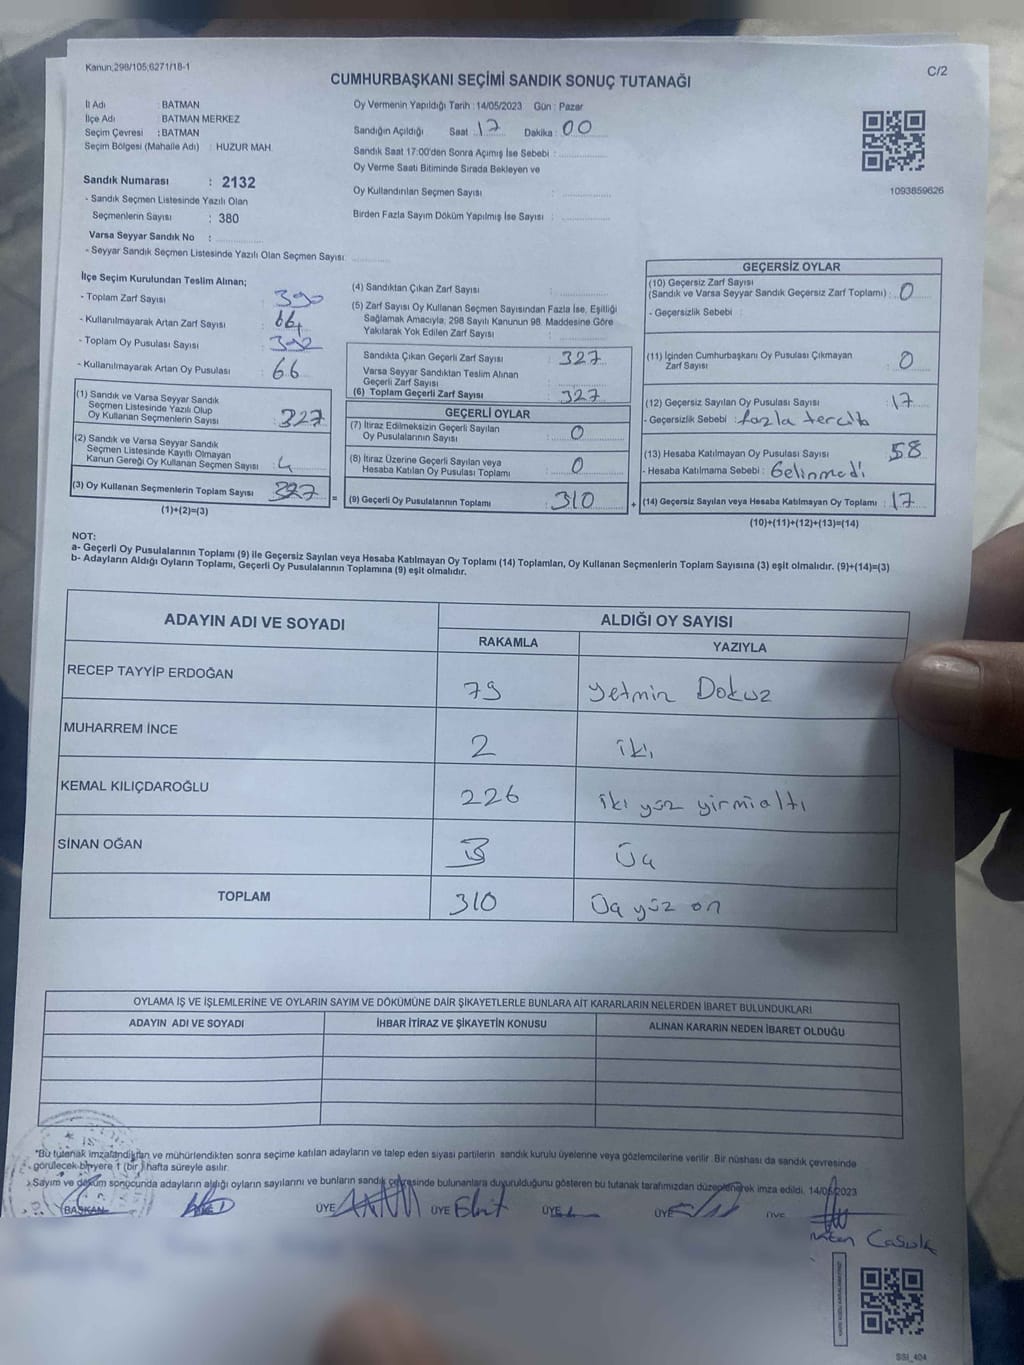 Kanun,298/105,6271/18-1
C/2
CUMHURBAŞKANI SEÇİMİ SANDIK SONUÇ TUTANAĞI
İl Adı : BATMAN
İlçe Adı : BATMAN MERKEZ
Seçim Çevresi : BATMAN
Seçim Bölgesi (Mahalle Adı) : HUZUR MAH.
Sandık Numarası : 2132
- Sandık Seçmen Listesinde Yazılı Olan
Seçmenlerin Sayısı : 380
Varsa Seyyar Sandık No :
- Seyyar Sandık Seçmen Listesinde Yazılı Olan Seçmen Sayısı:
Oy Vermenin Yapıldığı Tarih : 14/05/2023 Gün : Pazar
Sandığın Açıldığı Saat 17 Dakika : 00
Sandık Saat 17:00'den Sonra Açımış İse Sebebi :
Oy Verme Saati Bitiminde Sırada Bekleyen ve
Oy Kullandırılan Seçmen Sayısı :
Birden Fazla Sayım Döküm Yapılmış İse Sayısı :
1093859626
İlçe Seçim Kurulundan Teslim Alınan;
- Toplam Zarf Sayısı : 390
- Kullanılmayarak Artan Zarf Sayısı : 64
- Toplam Oy Pusulası Sayısı :
- Kullanılmayarak Artan Oy Pusulası : 66
(1) Sandık ve Varsa Seyyar Sandık
Seçmen Listesinde Yazılı Olup
Oy Kullanan Seçmenlerin Sayısı : 327
(2) Sandık ve Varsa Seyyar Sandık
Seçmen Listesinde Kayıtlı Olmayan
Kanun Gereği Oy Kullanan Seçmen Sayısı : 4
(3) Oy Kullanan Seçmenlerin Toplam Sayısı 327
(1)+(2)=(3)
(4) Sandıktan Çıkan Zarf Sayısı :
(5) Zarf Sayısı Oy Kullanan Seçmen Sayısından Fazla İse, Eşitliği
Sağlamak Amacıyla, 298 Sayılı Kanunun 98. Maddesine Göre
Yakılarak Yok Edilen Zarf Sayısı :
Sandıkta Çıkan Geçerli Zarf Sayısı : 327
Varsa Seyyar Sandıktan Teslim Alınan
Geçerli Zarf Sayısı :
(6) Toplam Geçerli Zarf Sayısı : 327
GEÇERLİ OYLAR
(7) İtiraz Edilmeksizin Geçerli Sayılan
Oy Pusulalarının Sayısı : 0
(8) İtiraz Üzerine Geçerli Sayılan veya
Hesaba Katılan Oy Pusulası Toplamı : 0
= (9) Geçerli Oy Pusulalarının Toplamı : 310
GEÇERSİZ OYLAR
(10) Geçersiz Zarf Sayısı
(Sandık ve Varsa Seyyar Sandık Geçersiz Zarf Toplamı) : 0
- Geçersizlik Sebebi :
(11) İçinden Cumhurbaşkanı Oy Pusulası Çıkmayan
Zarf Sayısı : 0
(12) Geçersiz Sayılan Oy Pusulası Sayısı : 17
- Geçersizlik Sebebi : fazla tercih
(13) Hesaba Katılmayan Oy Pusulası Sayısı : 58
- Hesaba Katılmama Sebebi : Gelinmedi
+ (14) Geçersiz Sayılan veya Hesaba Katılmayan Oy Toplamı : 17
(10)+(11)+(12)+(13)=(14)
NOT:
a- Geçerli Oy Pusulalarının Toplamı (9) ile Geçersiz Sayılan veya Hesaba Katılmayan Oy Toplamı (14) Toplamları, Oy Kullanan Seçmenlerin Toplam Sayısına (3) eşit olmalıdır. (9)+(14)=(3)
b- Adayların Aldığı Oyların Toplamı, Geçerli Oy Pusulalarının Toplamına (9) eşit olmalıdır.
ADAYIN ADI VE SOYADI
ALDIĞI OY SAYISI
RAKAMLA YAZIYLA
RECEP TAYYİP ERDOĞAN 79 yetmiş Dokuz
MUHARREM İNCE 2 iki
KEMAL KILIÇDAROĞLU 226 iki yüz yirmialtı
SİNAN OĞAN 3 Üç
TOPLAM 310 Üç yüz on
OYLAMA İŞ VE İŞLEMLERİNE VE OYLARIN SAYIM VE DÖKÜMÜNE DAİR ŞİKAYETLERLE BUNLARA AİT KARARLARIN NELERDEN İBARET BULUNDUKLARI
ADAYIN ADI VE SOYADI İHBAR İTİRAZ VE ŞİKAYETİN KONUSU ALINAN KARARIN NEDEN İBARET OLDUĞU
*Bu tutanak imzalandıktan ve mühürlendikten sonra seçime katılan adayların ve talep eden siyasi partilerin sandık kurulu üyelerine veya gözlemcilerine verilir. Bir nüshası da sandık çevresinde
görülecek bir yere 1 (bir ) hafta süreyle asılır.
Sayım ve döküm sonucunda adayların aldığı oyların sayılarını ve bunların sandık çevresinde bulunanlara duyurulduğunu gösteren bu tutanak tarafımızdan düzenlenerek imza edildi. 14/05/2023
BAŞKAN ÜYE ÜYE ÜYE ÜYE ÜYE
SSI_404